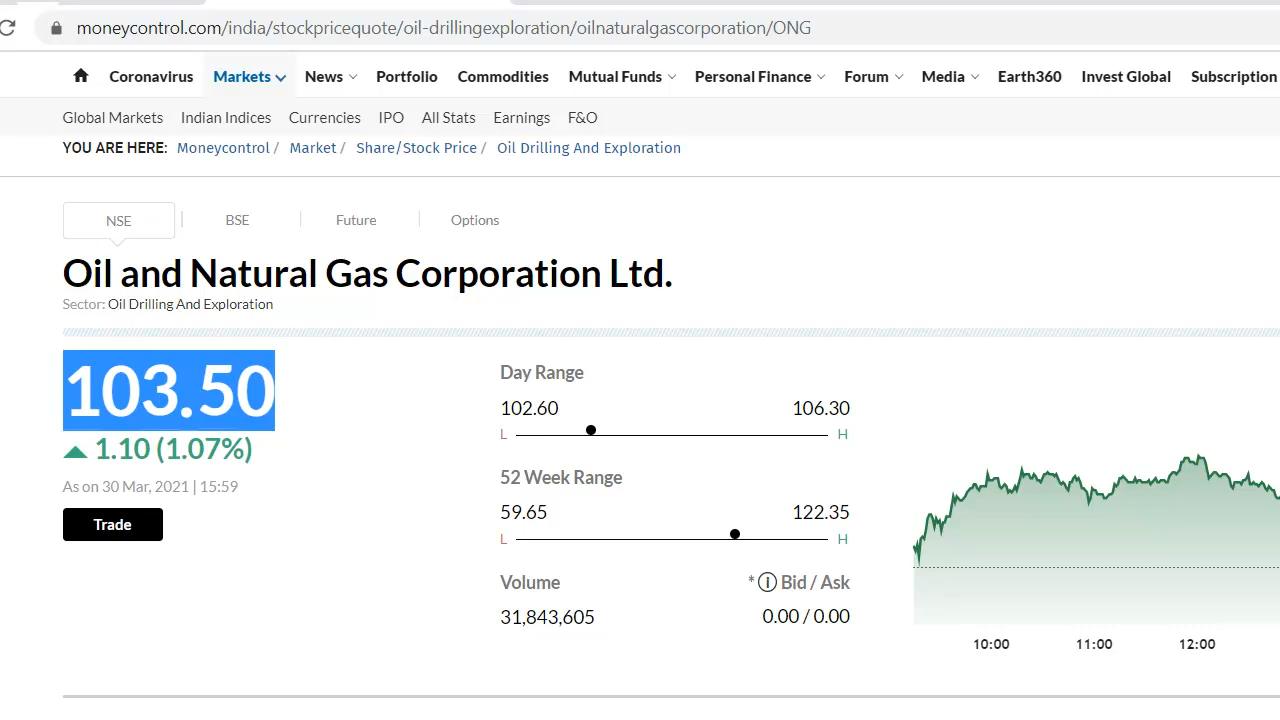 moneycontrol.com/india/stockpricequote/oil-drillingexploration/oilnaturalgascorporation/ONG
Coronavirus Markets News Portfolio Commodities Mutual Funds Personal Finance Forum Media Earth360 Invest Global Subscription
Global Markets Indian Indices Currencies IPO All Stats Earnings F&O
YOU ARE HERE: Moneycontrol / Market / Share/Stock Price / Oil Drilling And Exploration
NSE BSE Future Options
Oil and Natural Gas Corporation Ltd.
Sector: Oil Drilling And Exploration
103.50
1.10 (1.07%)
As on 30 Mar, 2021 | 15:59
Trade
Day Range
102.60 106.30
L H
52 Week Range
59.65 122.35
L H
Volume * i Bid / Ask
31,843,605 0.00 / 0.00
10:00 11:00 12:00